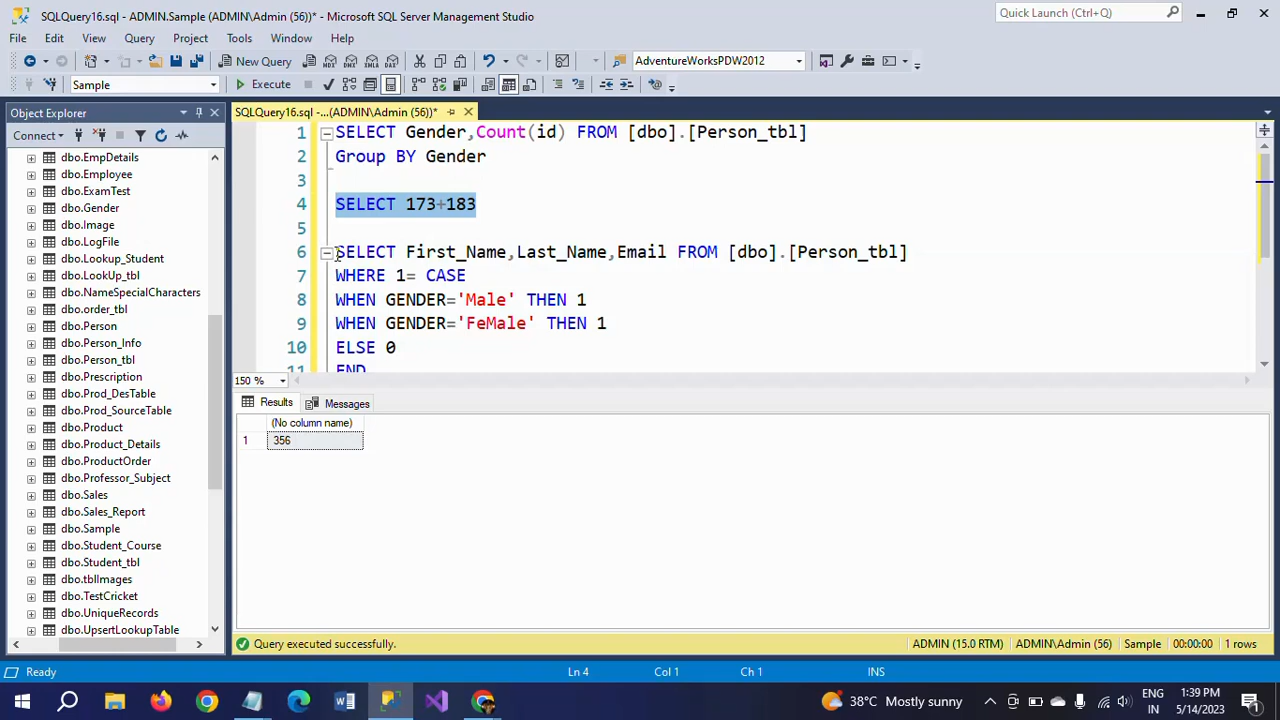 SQLQuery16.sql - ADMIN.Sample (ADMIN\Admin (56))* - Microsoft SQL Server Management Studio
Quick Launch (Ctrl+Q)
File Edit View Query Project Tools Window Help
New Query
AdventureWorksPDW2012
Sample
Execute
Object Explorer
SQLQuery16.sql -...(ADMIN\Admin (56))*
Connect
dbo.EmpDetails
dbo.Employee
dbo.ExamTest
dbo.Gender
dbo.Image
dbo.LogFile
dbo.Lookup_Student
dbo.LookUp_tbl
dbo.NameSpecialCharacters
dbo.order_tbl
dbo.Person
dbo.Person_Info
dbo.Person_tbl
dbo.Prescription
dbo.Prod_DesTable
dbo.Prod_SourceTable
dbo.Product
dbo.Product_Details
dbo.ProductOrder
dbo.Professor_Subject
dbo.Sales
dbo.Sales_Report
dbo.Sample
dbo.Student_Course
dbo.Student_tbl
dbo.tblImages
dbo.TestCricket
dbo.UniqueRecords
dbo.UpsertLookupTable
1 SELECT Gender,Count(id) FROM [dbo].[Person_tbl]
2 Group BY Gender
3
4 SELECT 173+183
5
6 SELECT First_Name,Last_Name,Email FROM [dbo].[Person_tbl]
7 WHERE 1= CASE
8 WHEN GENDER='Male' THEN 1
9 WHEN GENDER='FeMale' THEN 1
10 ELSE 0
11 END
150 %
Results Messages
(No column name)
1 356
Query executed successfully.
ADMIN (15.0 RTM) ADMIN\Admin (56) Sample 00:00:00 1 rows
Ready Ln 4 Col 1 Ch 1 INS
38°C Mostly sunny
ENG
IN
1:39 PM
5/14/2023
1